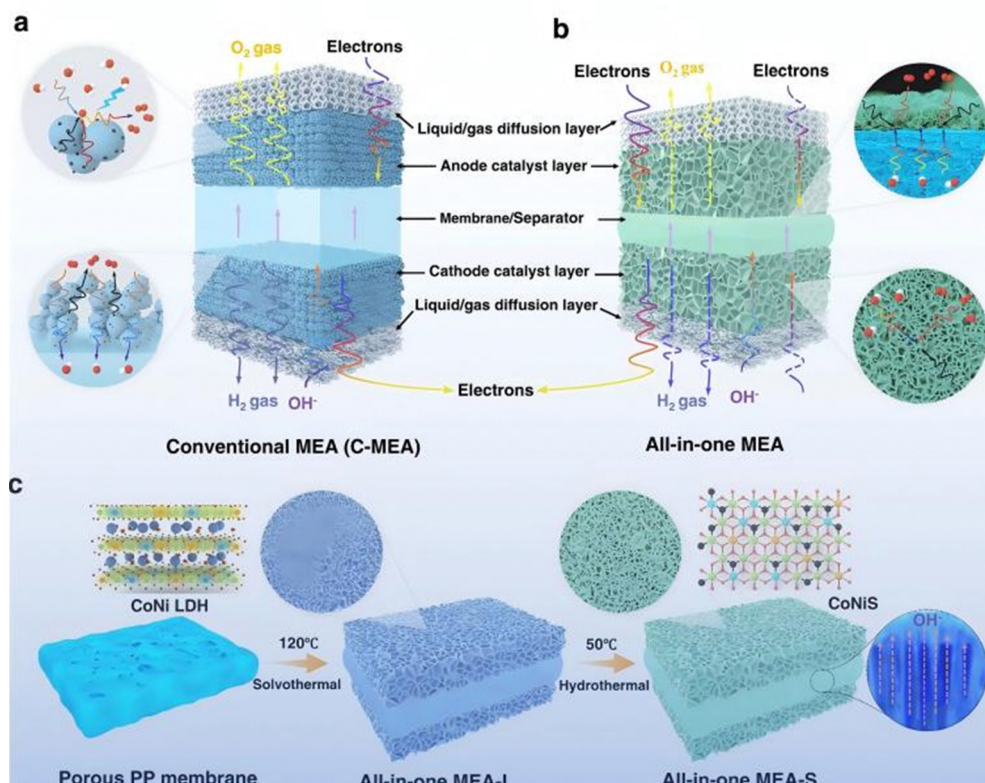 a
O2 gas
Electrons
b
Electrons
O2 gas
Electrons
Liquid/gas diffusion layer
Anode catalyst layer
Membrane/Separator
Cathode catalyst layer
Liquid/gas diffusion layer
Electrons
H2 gas
OH-
H2 gas
OH-
Conventional MEA (C-MEA)
All-in-one MEA
c
CoNi LDH
120℃
Solvothermal
50℃
Hydrothermal
CoNiS
OH-
Porous PP membrane
All-in-one MEA-L
All-in-one MEA-S